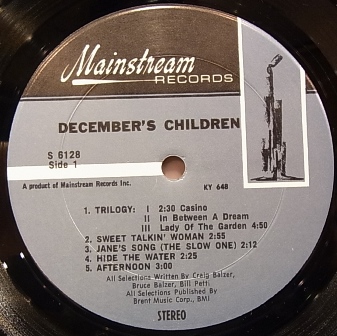 Mainstream
RECORDS
DECEMBER'S CHILDREN
S 6128
Side 1
A product of Mainstream Records Inc.
KY 648
1. TRILOGY: I 2:30 Casino
II In Between A Dream
III Lady Of The Garden 4:50
2. SWEET TALKIN' WOMAN 2:55
3. JANE'S SONG (THE SLOW ONE) 2:12
4. HIDE THE WATER 2:25
5. AFTERNOON 3:00
All Selections Written By Craig Balzer,
Bruce Balzer, Bill Petti
All Selections Published By
Brent Music Corp., BMI
STEREO